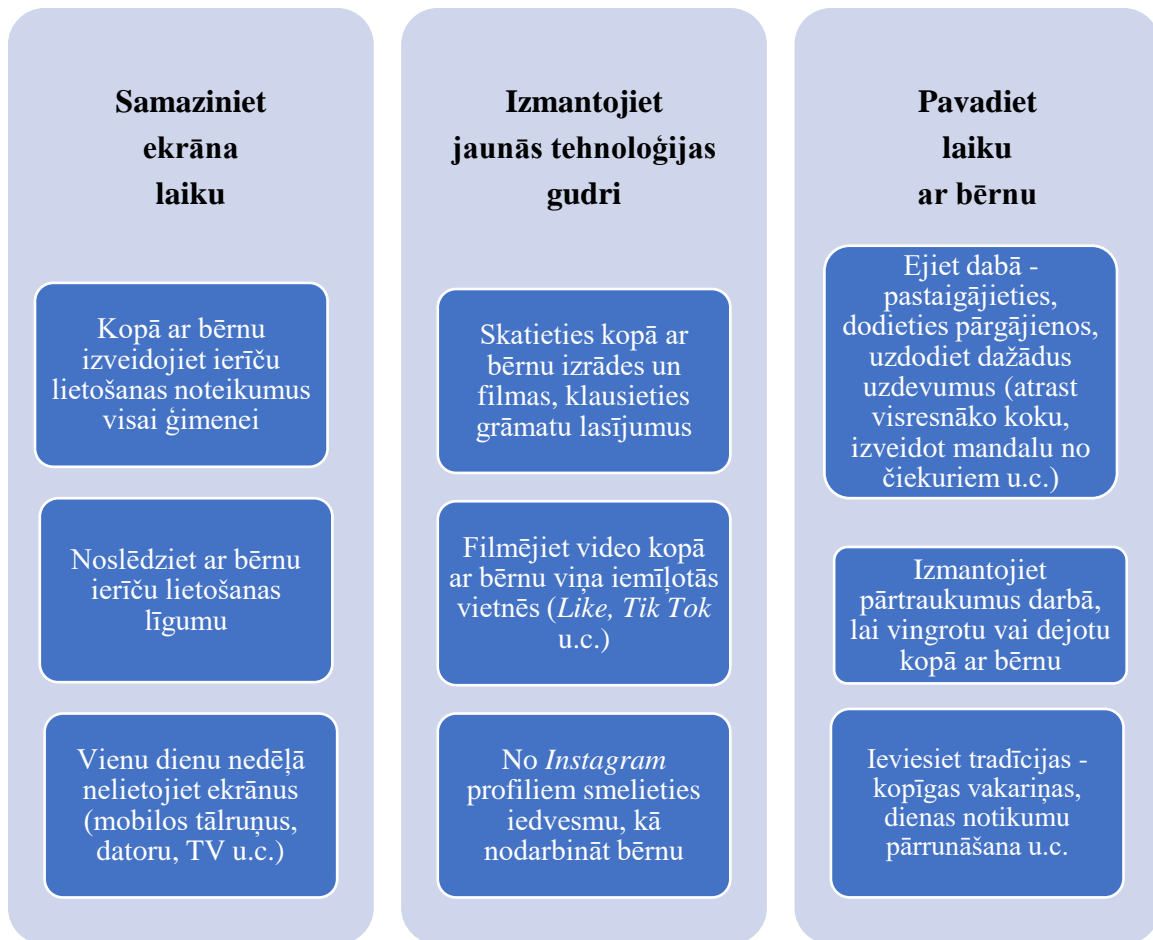 Samaziniet
ekrāna
laiku
Kopā ar bērnu
izveidojiet ierīču
lietošanas noteikumus
visai ģimenei
Noslēdziet ar bērnu
ierīču lietošanas
līgumu
Vienu dienu nedēļā
nelietojiet ekrānus
(mobilos tālruņus,
datoru, TV u.c.)
Izmantojiet
jaunās tehnoloģijas
gudri
Skatieties kopā ar
bērnu izrādes un
filmas, klausieties
grāmatu lasījumus
Filmējiet video kopā
ar bērnu viņa iemīļotās
vietnēs (Like, Tik Tok
u.c.)
No Instagram
profiliem smelieties
iedvesmu, kā
nodarbināt bērnu
Pavadiet
laiku
ar bērnu
Ejiet dabā -
pastaigājieties,
dodieties pārgājienos,
uzdodiet dažādus
uzdevumus (atrast
visresnāko koku,
izveidot mandalu no
čiekuriem u.c.)
Izmantojiet
pārtraukumus darbā,
lai vingrotu vai dejotu
kopā ar bērnu
Ieviesiet tradīcijas -
kopīgas vakariņas,
dienas notikumu
pārrunāšana u.c.